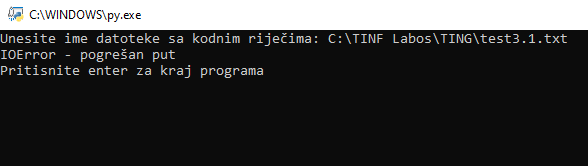 C:\WINDOWS\py.exe
Unesite ime datoteke sa kodnim riječima: C:\TINF Labos\TING\test3.1.txt
IOError - pogrešan put
Pritisnite enter za kraj programa